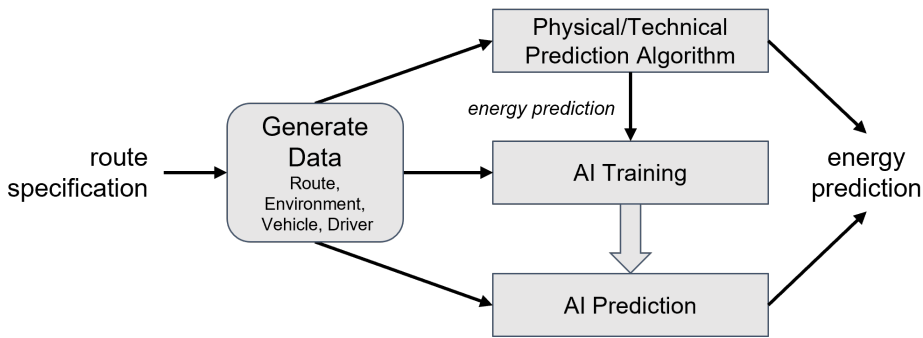 route
specification
Generate
Data
Route,
Environment,
Vehicle, Driver
Physical/Technical
Prediction Algorithm
energy prediction
AI Training
AI Prediction
energy
prediction